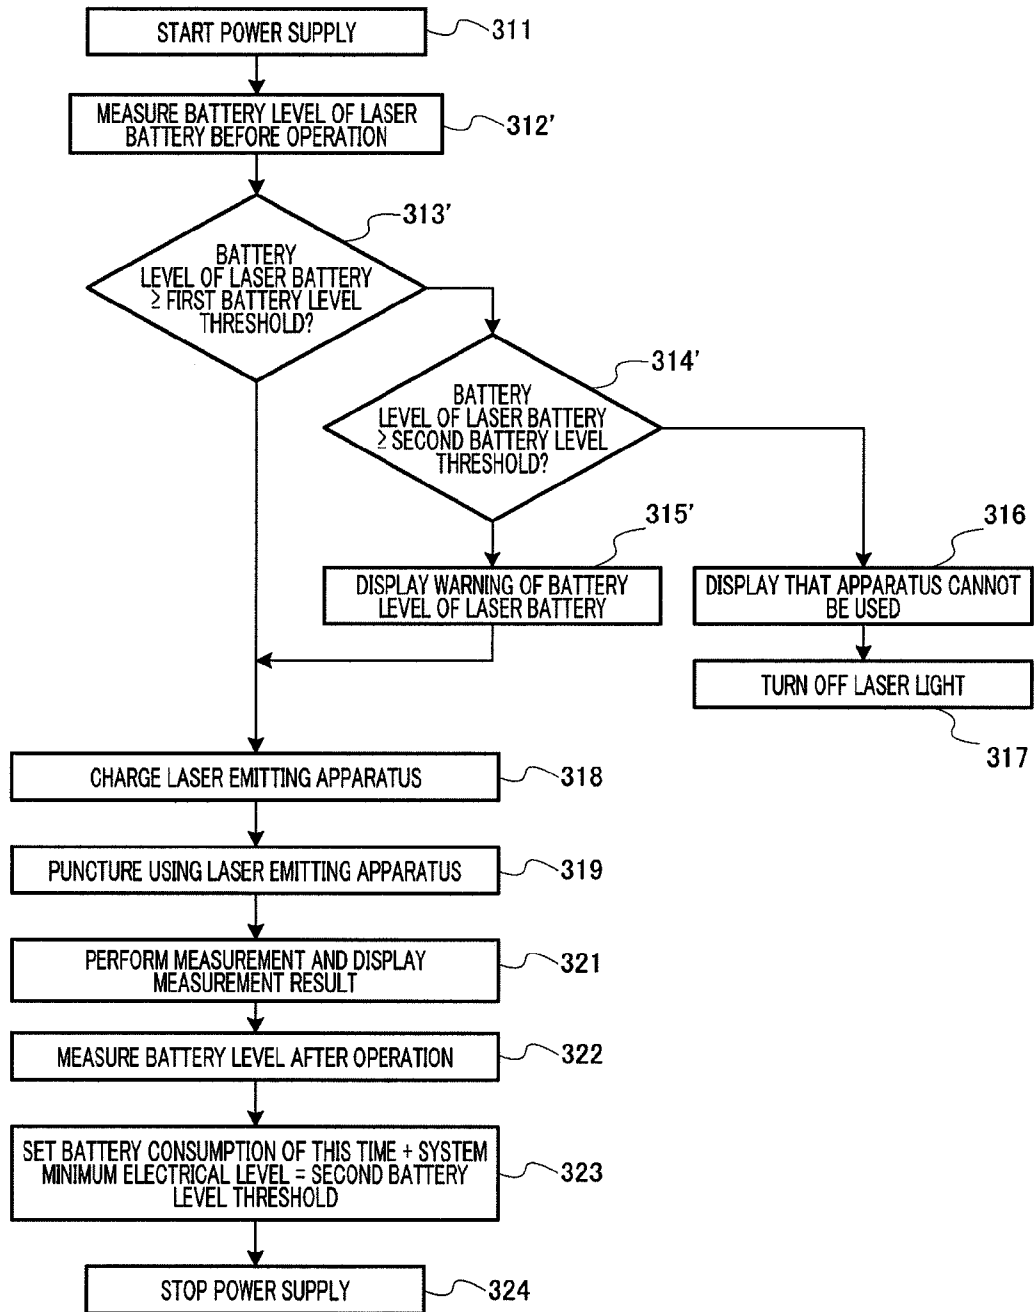 START POWER SUPPLY
311
MEASURE BATTERY LEVEL OF LASER
BATTERY BEFORE OPERATION
312'
313'
BATTERY
LEVEL OF LASER BATTERY
≧ FIRST BATTERY LEVEL
THRESHOLD?
314'
BATTERY
LEVEL OF LASER BATTERY
≧ SECOND BATTERY LEVEL
THRESHOLD?
315'
DISPLAY WARNING OF BATTERY
LEVEL OF LASER BATTERY
316
DISPLAY THAT APPARATUS CANNOT
BE USED
TURN OFF LASER LIGHT
317
CHARGE LASER EMITTING APPARATUS
318
PUNCTURE USING LASER EMITTING APPARATUS
319
PERFORM MEASUREMENT AND DISPLAY
MEASUREMENT RESULT
321
MEASURE BATTERY LEVEL AFTER OPERATION
322
SET BATTERY CONSUMPTION OF THIS TIME + SYSTEM
MINIMUM ELECTRICAL LEVEL = SECOND BATTERY
LEVEL THRESHOLD
323
STOP POWER SUPPLY
324